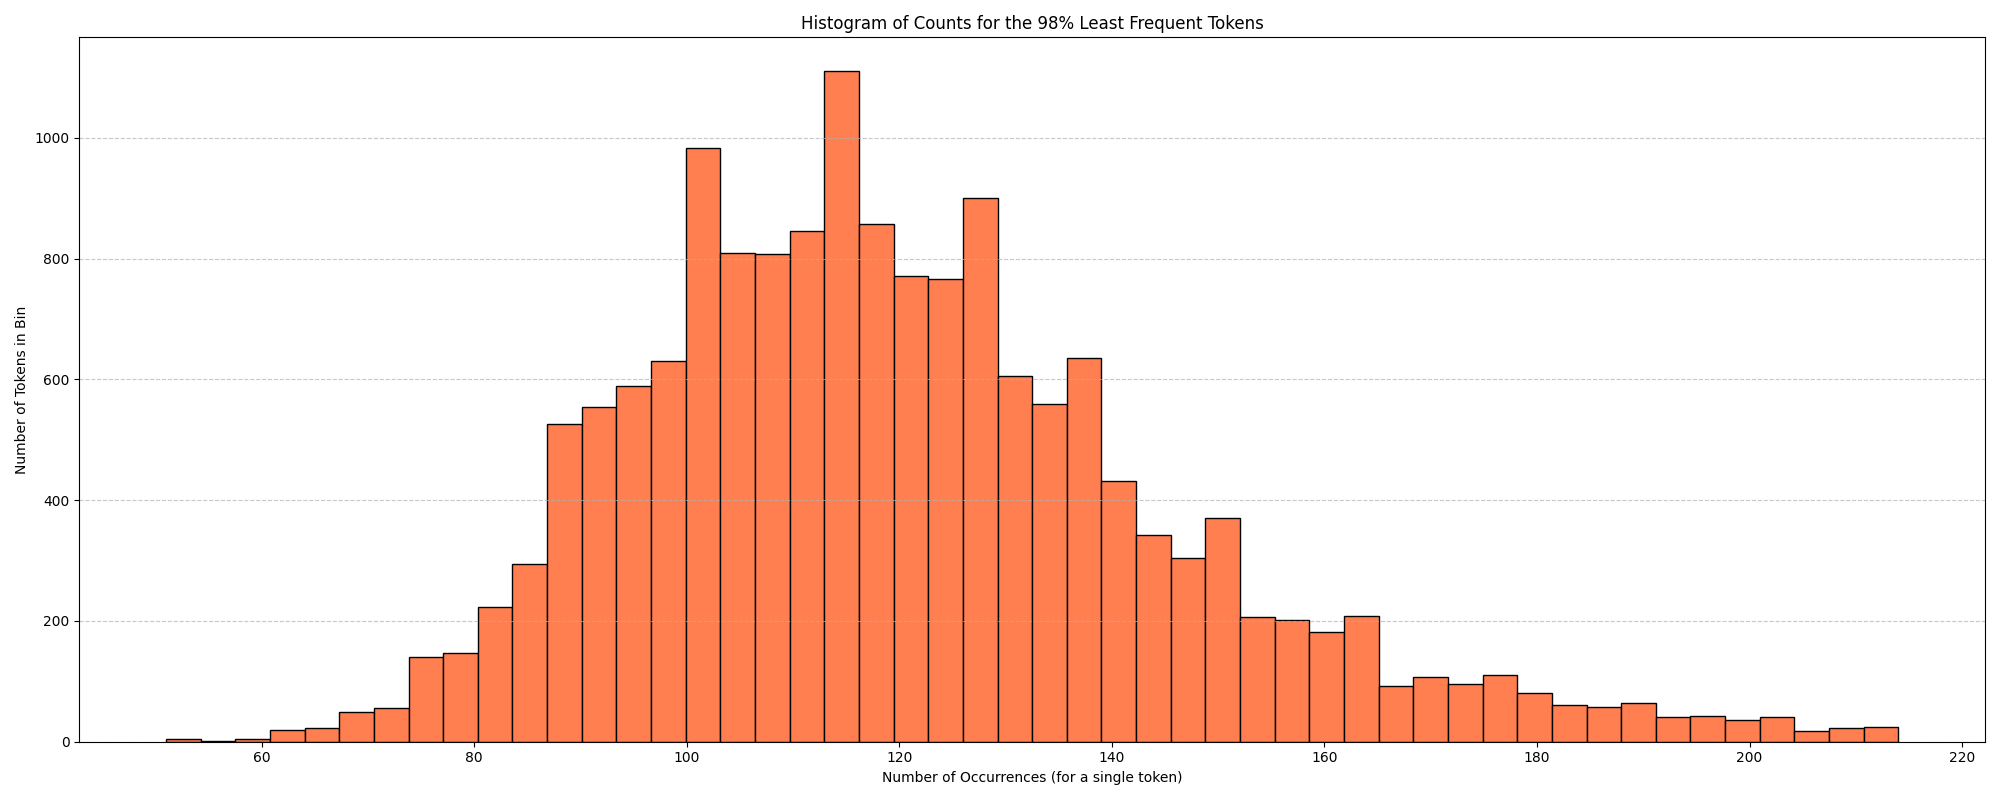 Histogram of Counts for the 98% Least Frequent Tokens
Number of Tokens in Bin
1000
800
600
400
200
0
60 80 100 120 140 160 180 200 220
Number of Occurrences (for a single token)